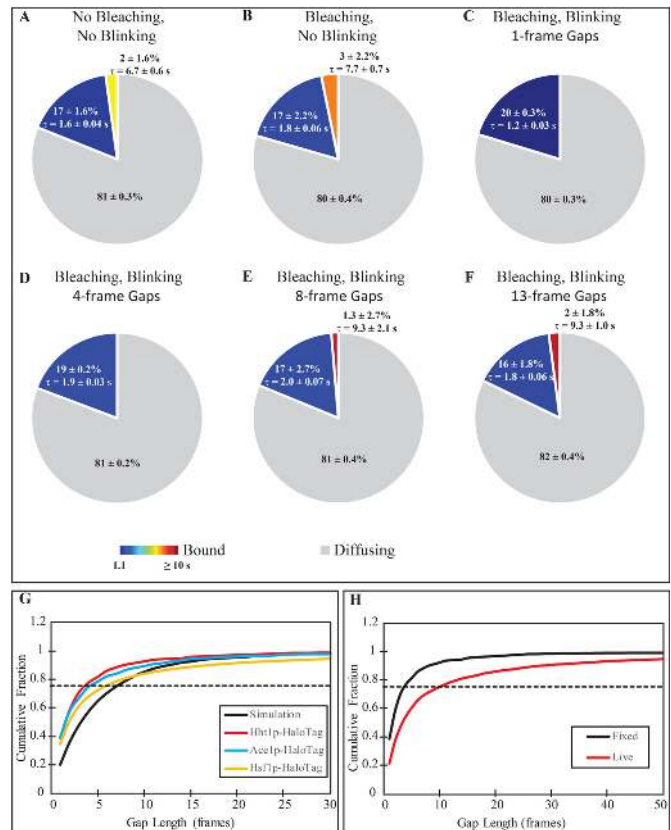 A
No Bleaching,
No Blinking
2 ± 1.6%
τ = 6.7 ± 0.6 s
17 ± 1.6%
τ = 1.6 ± 0.04 s
81 ± 0.3%
B
Bleaching,
No Blinking
3 ± 2.2%
τ = 7.7 ± 0.7 s
17 ± 2.2%
τ = 1.8 ± 0.06 s
80 ± 0.4%
C
Bleaching, Blinking
1-frame Gaps
20 ± 0.3%
τ = 1.2 ± 0.03 s
80 ± 0.3%
D
Bleaching, Blinking
4-frame Gaps
19 ± 0.2%
τ = 1.9 ± 0.03 s
81 ± 0.2%
E
Bleaching, Blinking
8-frame Gaps
1.3 ± 2.7%
τ = 9.3 ± 2.1 s
17 ± 2.7%
τ = 2.0 ± 0.07 s
81 ± 0.4%
F
Bleaching, Blinking
13-frame Gaps
2 ± 1.8%
τ = 9.3 ± 1.0 s
16 ± 1.8%
τ = 1.8 ± 0.06 s
82 ± 0.4%
Bound
1.1 ≥ 10 s
Diffusing
G
Cumulative Fraction
1.2
1
0.8
0.6
0.4
0.2
0
Simulation
Hht1p-HaloTag
Ace1p-HaloTag
Hsf1p-HaloTag
0 5 10 15 20 25 30
Gap Length (frames)
H
Cumulative Fraction
1.2
1
0.8
0.6
0.4
0.2
0
Fixed
Live
0 10 20 30 40 50
Gap Length (frames)